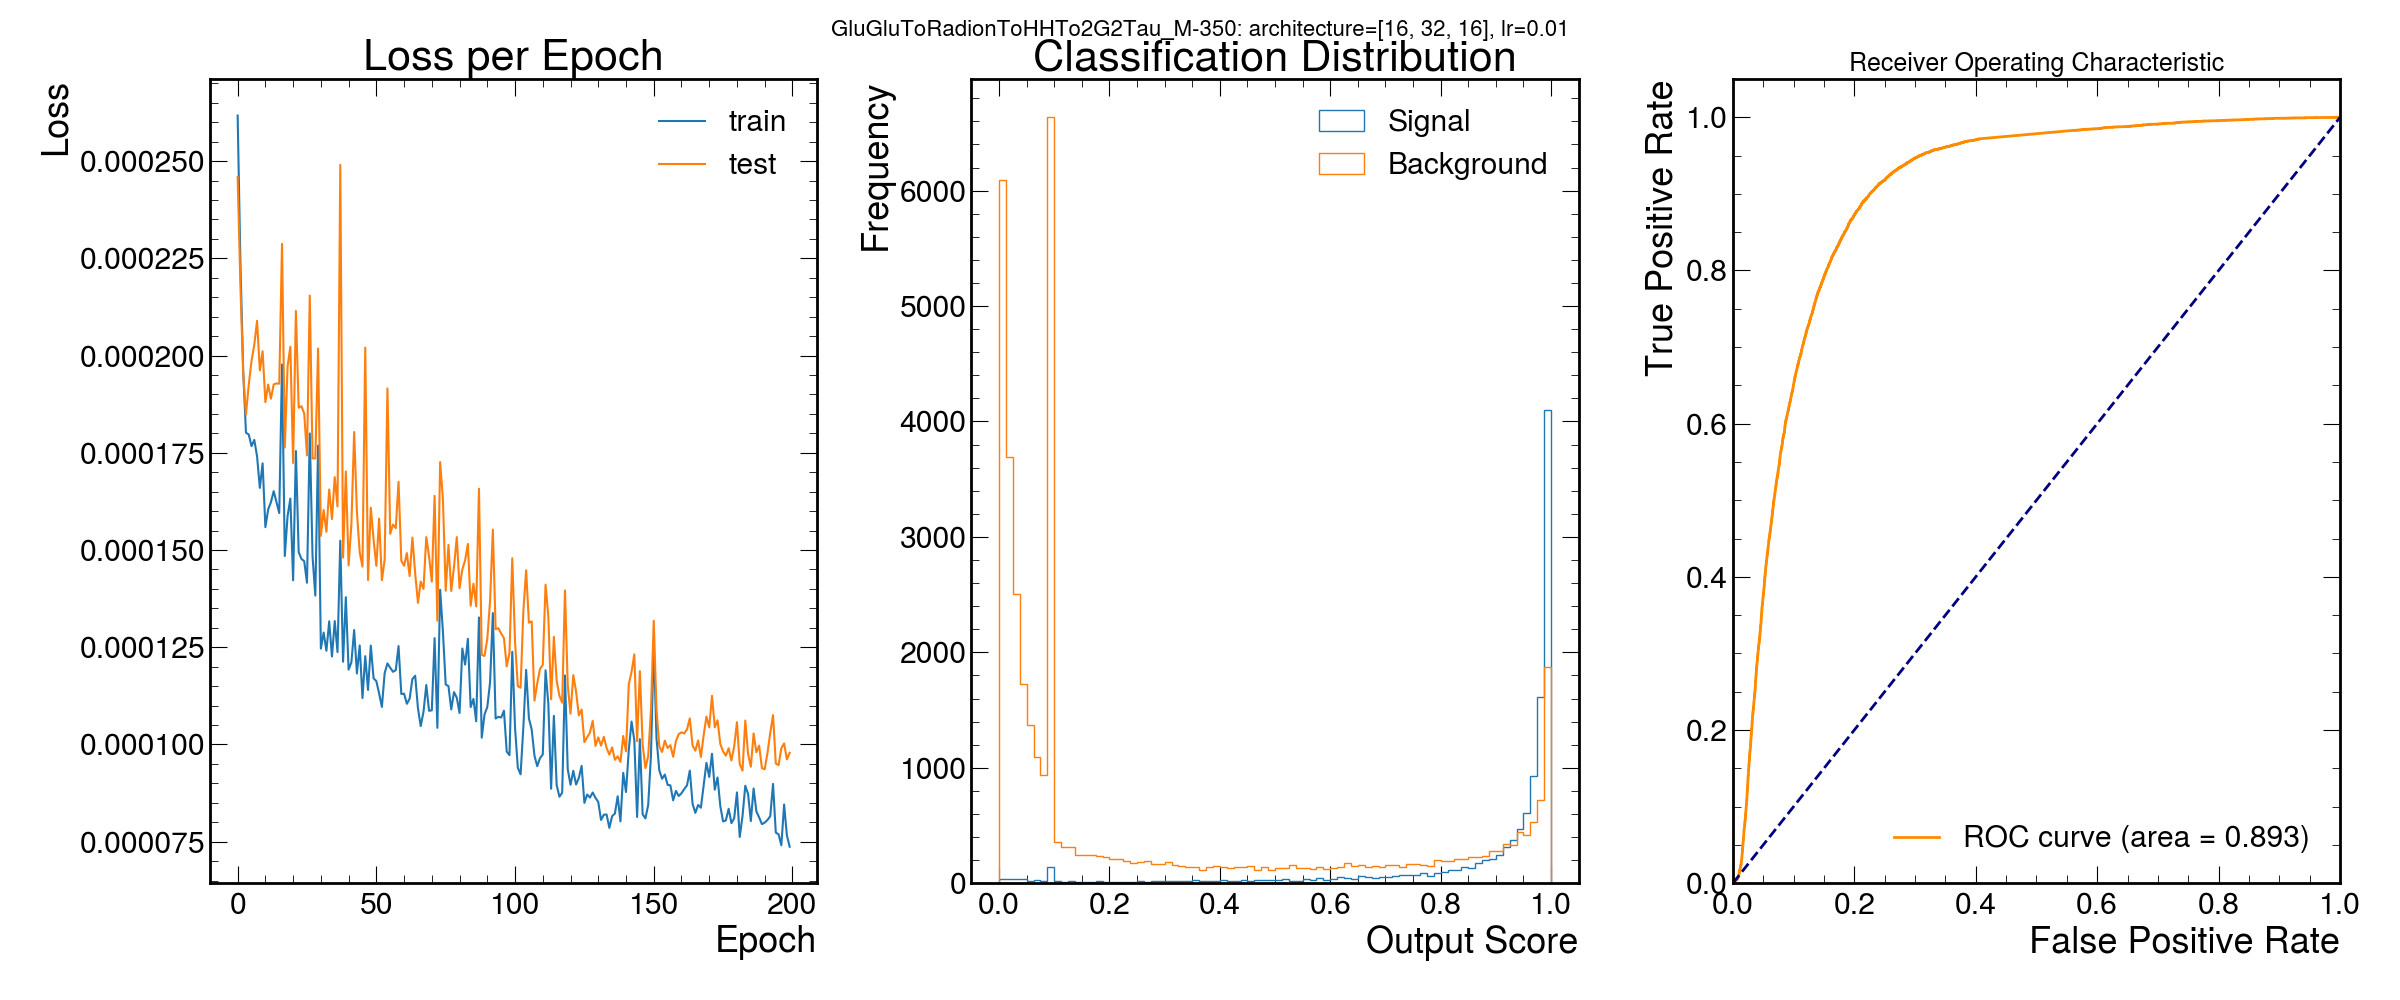 GluGluToRadionToHHTo2G2Tau_M-350: architecture=[16, 32, 16], lr=0.01
Loss per Epoch
Loss
0.000250
0.000225
0.000200
0.000175
0.000150
0.000125
0.000100
0.000075
train
test
0 50 100 150 200
Epoch
Classification Distribution
Frequency
6000
5000
4000
3000
2000
1000
0
Signal
Background
0.0 0.2 0.4 0.6 0.8 1.0
Output Score
Receiver Operating Characteristic
True Positive Rate
1.0
0.8
0.6
0.4
0.2
0.0
ROC curve (area = 0.893)
0.0 0.2 0.4 0.6 0.8 1.0
False Positive Rate